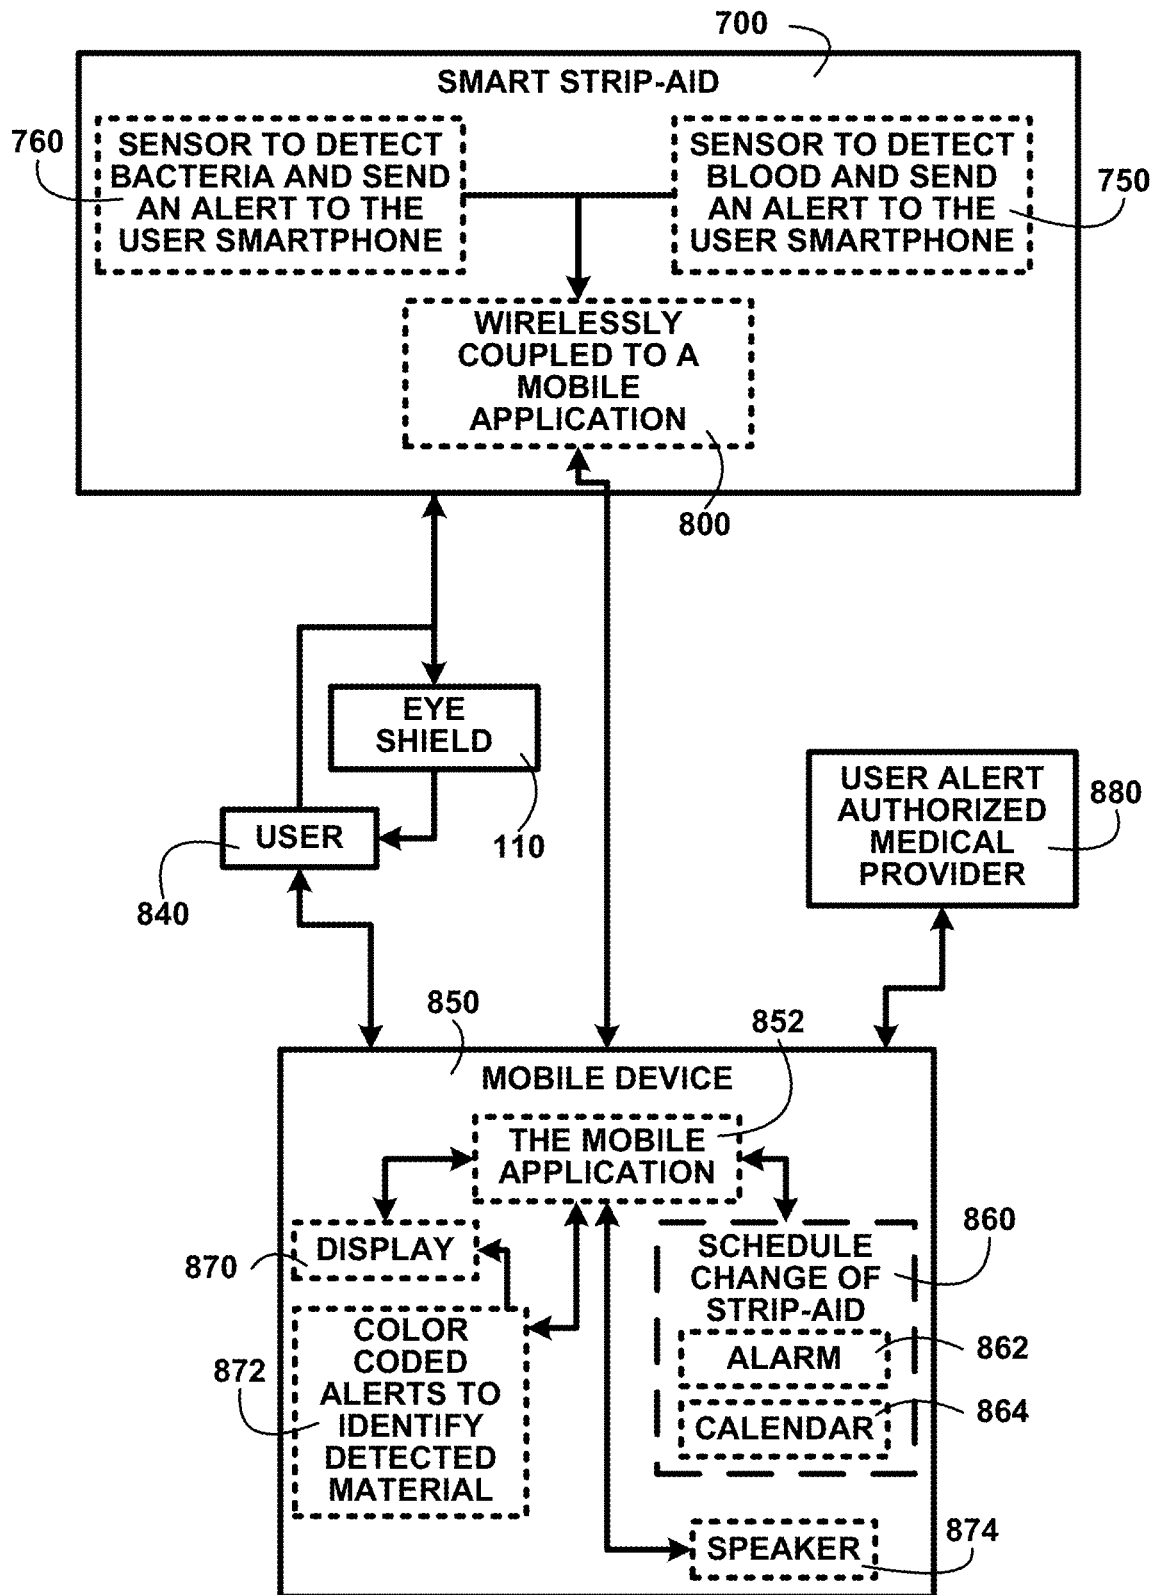 700
SMART STRIP-AID
760
SENSOR TO DETECT
BACTERIA AND SEND
AN ALERT TO THE
USER SMARTPHONE
SENSOR TO DETECT
BLOOD AND SEND
AN ALERT TO THE
USER SMARTPHONE
750
WIRELESSLY
COUPLED TO A
MOBILE
APPLICATION
800
EYE
SHIELD
110
USER
840
USER ALERT
AUTHORIZED
MEDICAL
PROVIDER
880
850
852
MOBILE DEVICE
THE MOBILE
APPLICATION
DISPLAY
870
COLOR
CODED
ALERTS TO
IDENTIFY
DETECTED
MATERIAL
872
SCHEDULE
CHANGE OF
STRIP-AID
860
ALARM
862
CALENDAR
864
SPEAKER
874